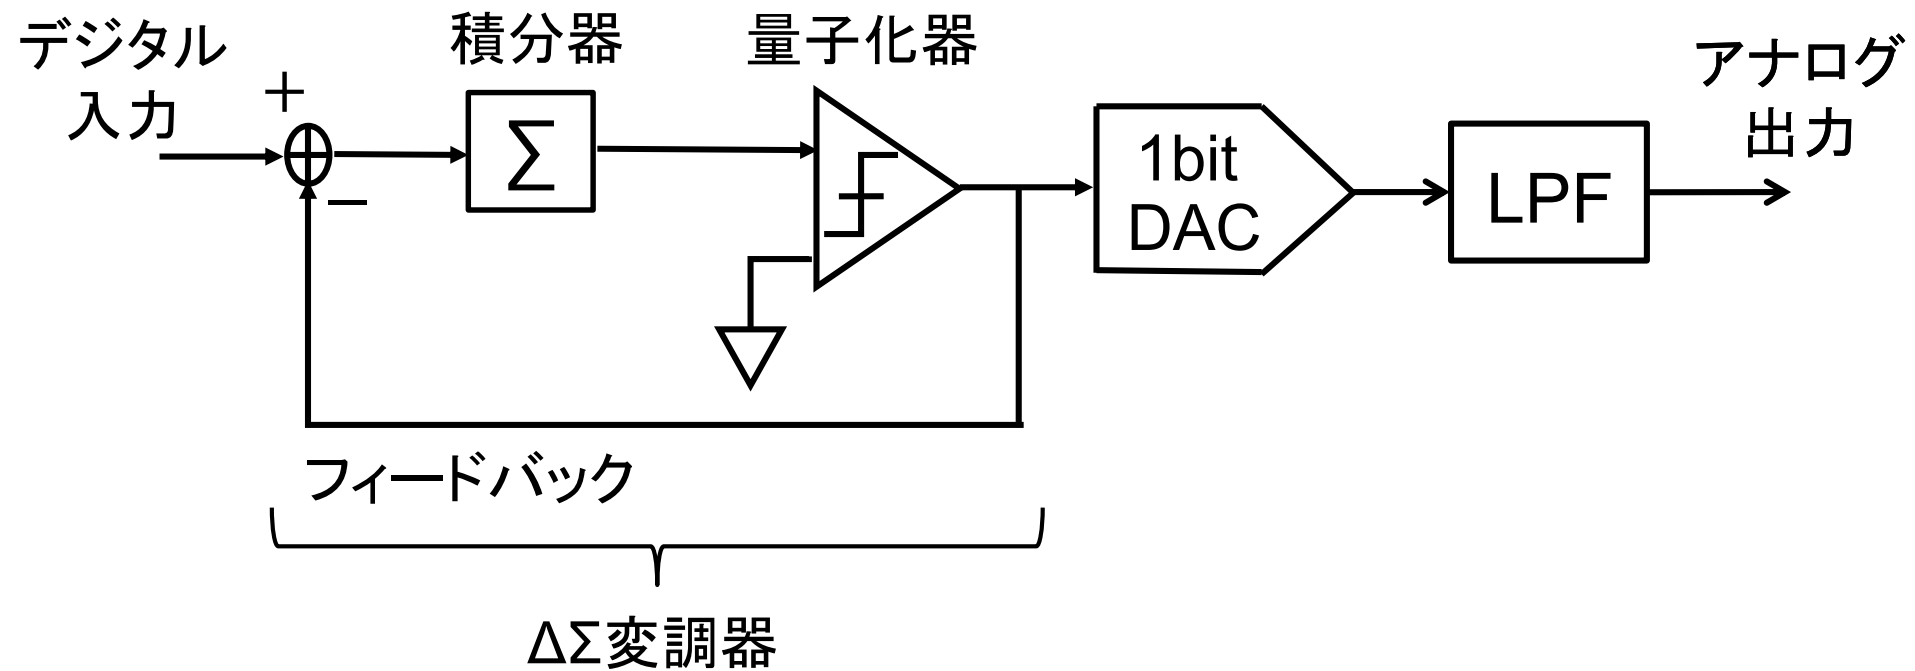 デジタル
入力
＋
－
積分器
Σ
量子化器
1bit
DAC
LPF
アナログ
出力
フィードバック
ΔΣ変調器